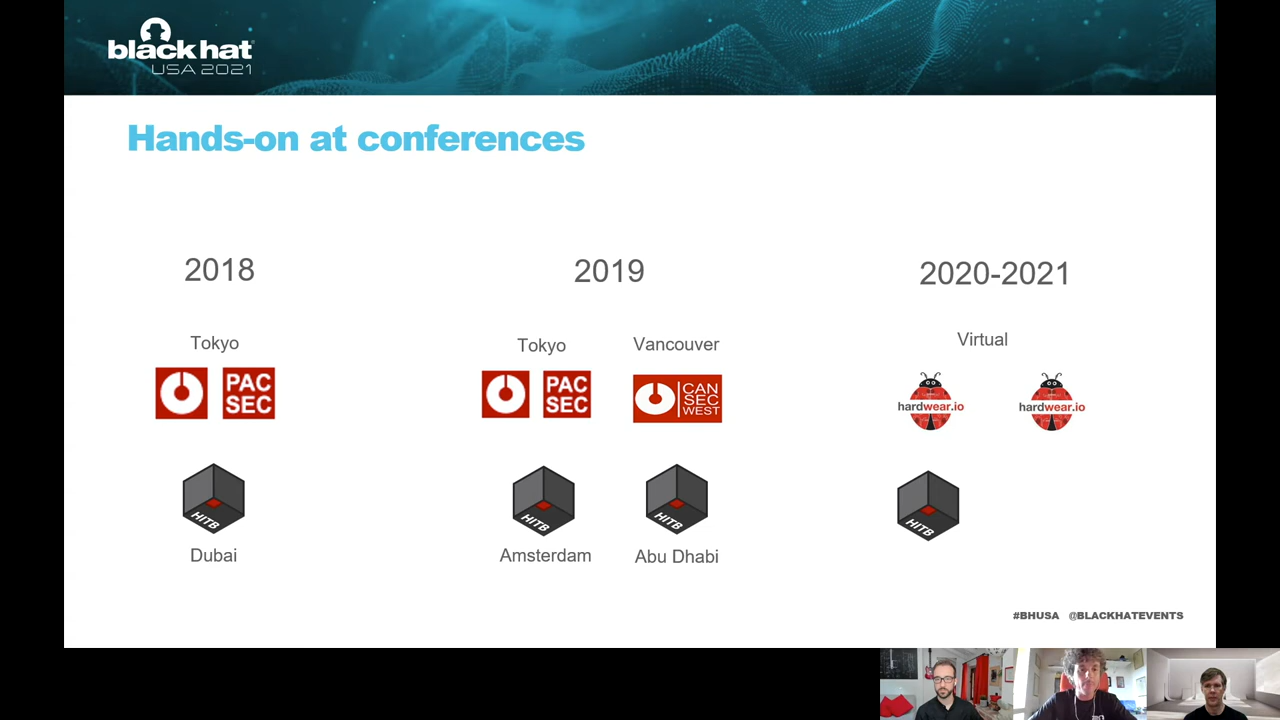 black hat
USA 2021
Hands-on at conferences
2018
2019
2020-2021
Tokyo
Tokyo
Vancouver
Virtual
PAC
SEC
PAC
SEC
CAN
SEC
WEST
hardwear.io
hardwear.io
HITB
HITB
HITB
HITB
Dubai
Amsterdam
Abu Dhabi
#BHUSA @BLACKHATEVENTS